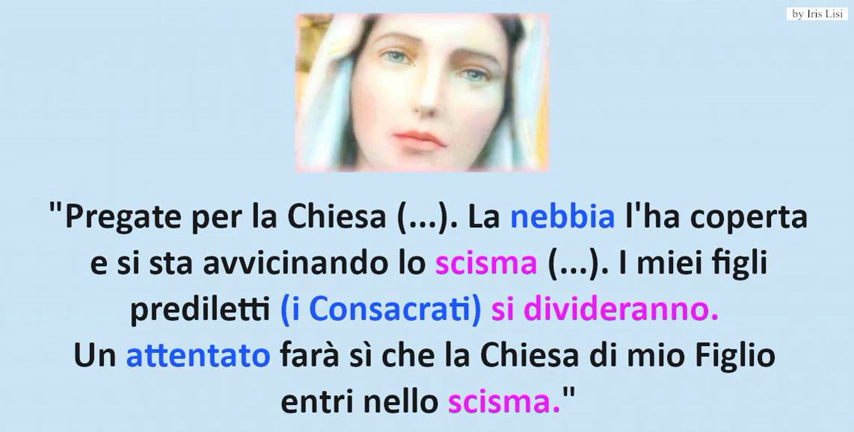 by Iris Lisi
"Pregate per la Chiesa (...). La nebbia l'ha coperta
e si sta avvicinando lo scisma (...). I miei figli
prediletti (i Consacrati) si divideranno.
Un attentato farà sì che la Chiesa di mio Figlio
entri nello scisma."